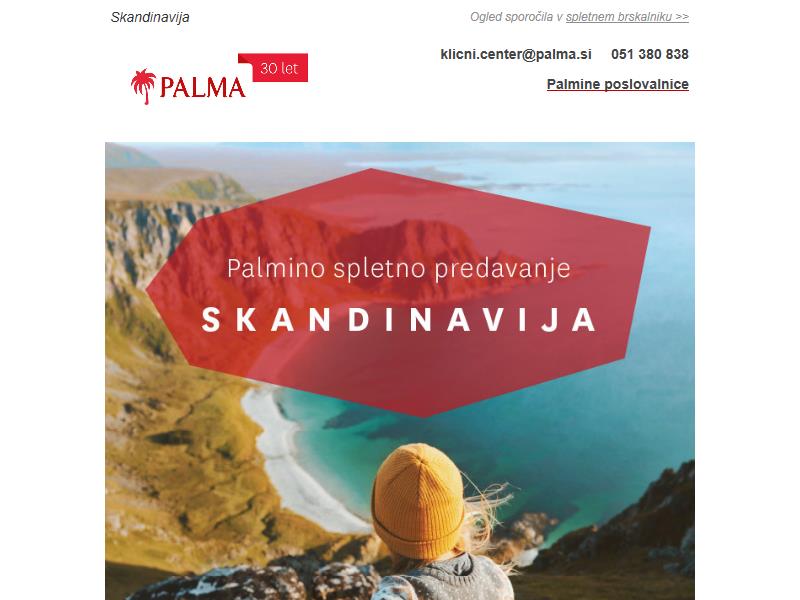 Skandinavija
Ogled sporočila v spletnem brskalniku >>
klicni.center@palma.si 051 380 838
PALMA 30 let
Palmine poslovalnice
Palmino spletno predavanje
SKANDINAVIJA